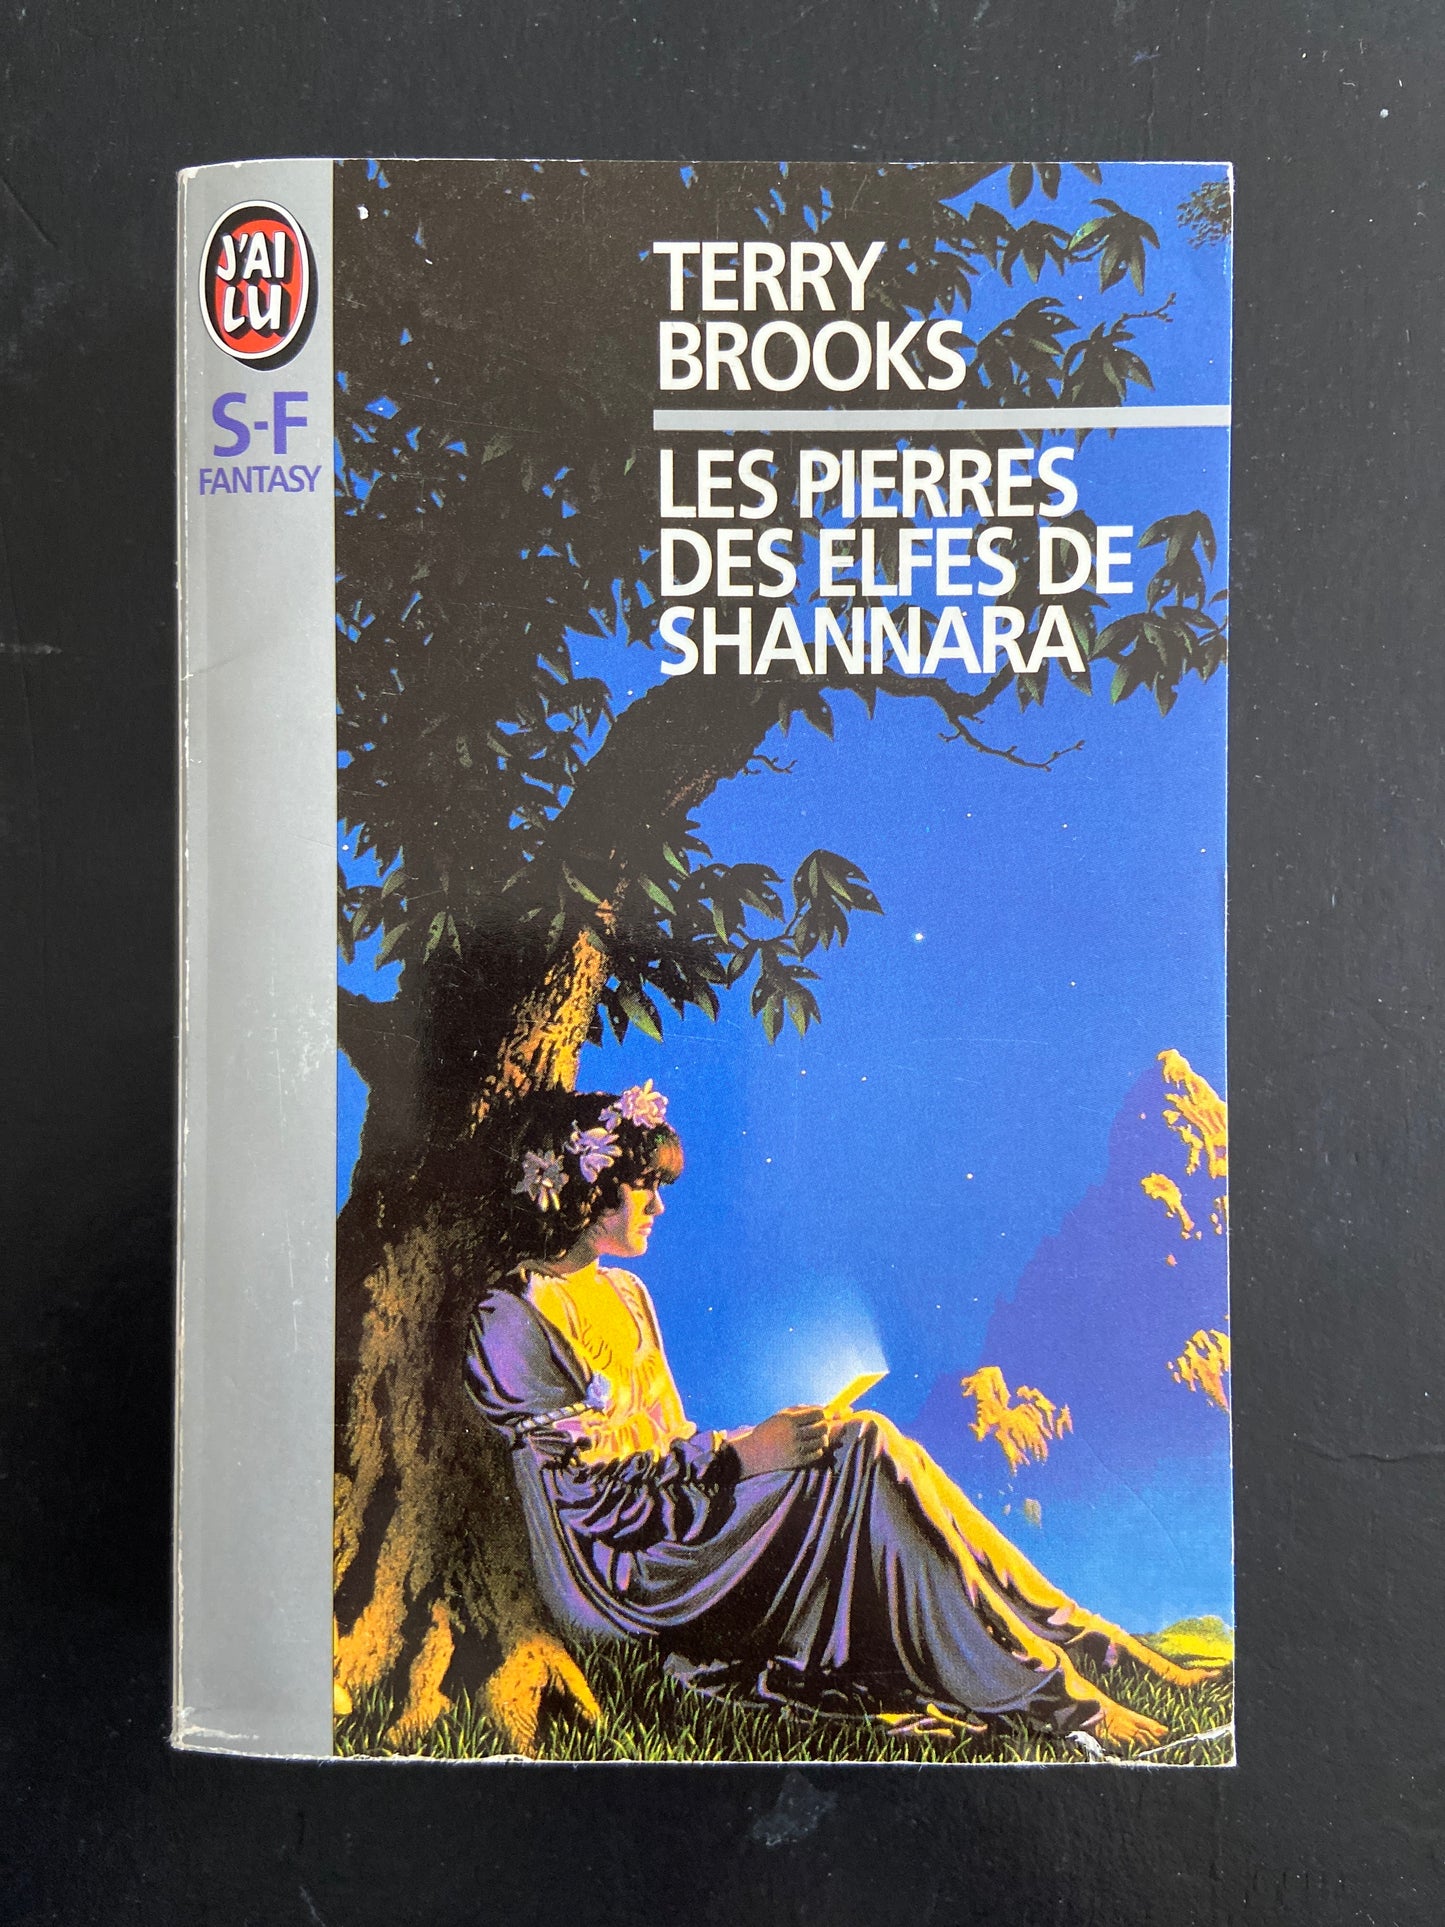 J'AI
LU
S-F
FANTASY
TERRY
BROOKS
LES PIERRES
DES ELFES DE
SHANNARA